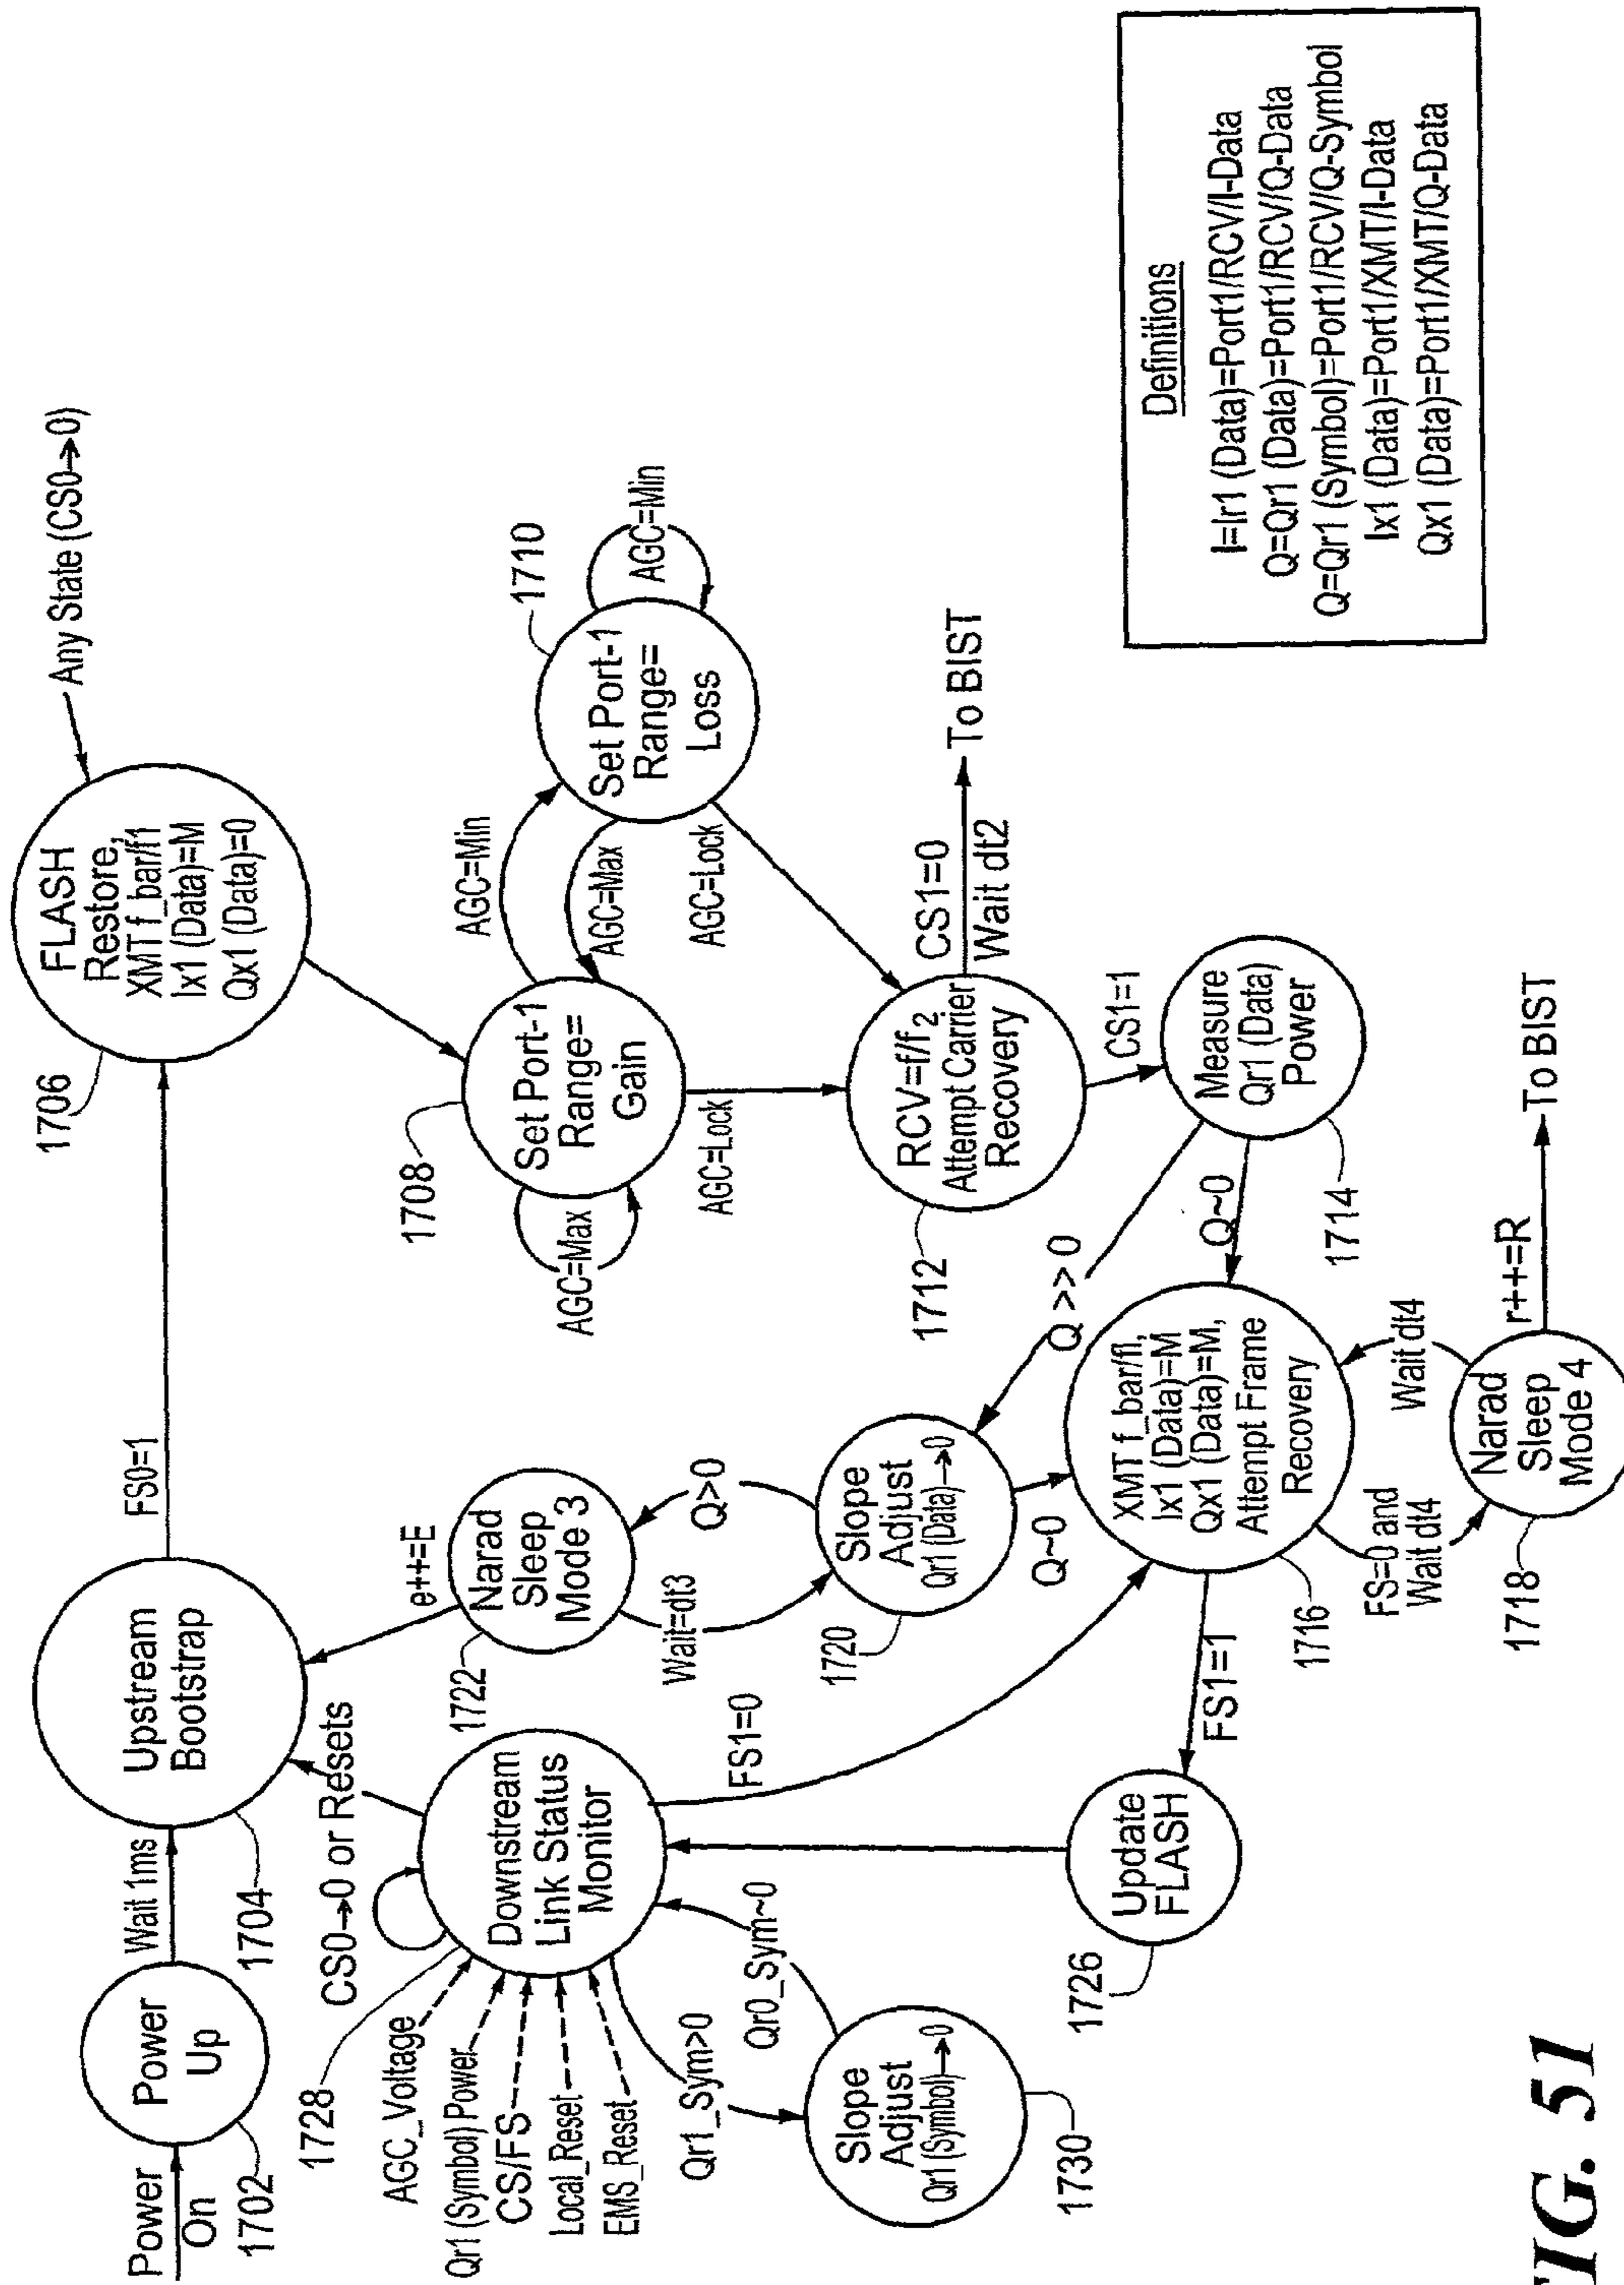 Power
On
1702
Power
Up
Wait 1ms
1704
Upstream
Bootstrap
FS0=1
1706
FLASH
Restore,
XMT f_bar/f1
Ix1 (Data)=M
Qx1 (Data)=0
Any State (CS0→0)
1728
CS0→0 or Resets
AGC_Voltage
Qr1 (Symbol) Power
CS/FS
Local_Reset
EMS_Reset
Downstream
Link Status
Monitor
1722
e++=E
Narad
Sleep
Mode 3
Wait=dt3
Q>0
1708
Set Port-1
Range=
Gain
AGC=Max
AGC=Min
AGC=Max
AGC=Lock
AGC=Lock
1710
Set Port-1
Range=
Loss
AGC=Min
Qr1_Sym>0
Qr0_Sym~0
Slope
Adjust
Qr1 (Symbol)→0
1730
FS1=0
1720
Slope
Adjust
Qr1 (Data)→0
Q~0
1712
RCV=f/f2
Attempt Carrier
Recovery
CS1=0
Wait dt2
To BIST
CS1=1
Q >> 0
Q~0
Measure
Qr1 (Data)
Power
1714
1726
Update
FLASH
FS1=1
1716
XMT f_bar/fl,
Ix1 (Data)=M
Qx1 (Data)=M,
Attempt Frame
Recovery
FS=0 and
Wait dt4
Wait dt4
1718
Narad
Sleep
Mode 4
r++=R
To BIST
Definitions
I=Ir1 (Data)=Port1/RCV/I-Data
Q=Qr1 (Data)=Port1/RCV/Q-Data
Q=Qr1 (Symbol)=Port1/RCV/Q-Symbol
Ix1 (Data)=Port1/XMT/I-Data
Qx1 (Data)=Port1/XMT/Q-Data
FIG. 51